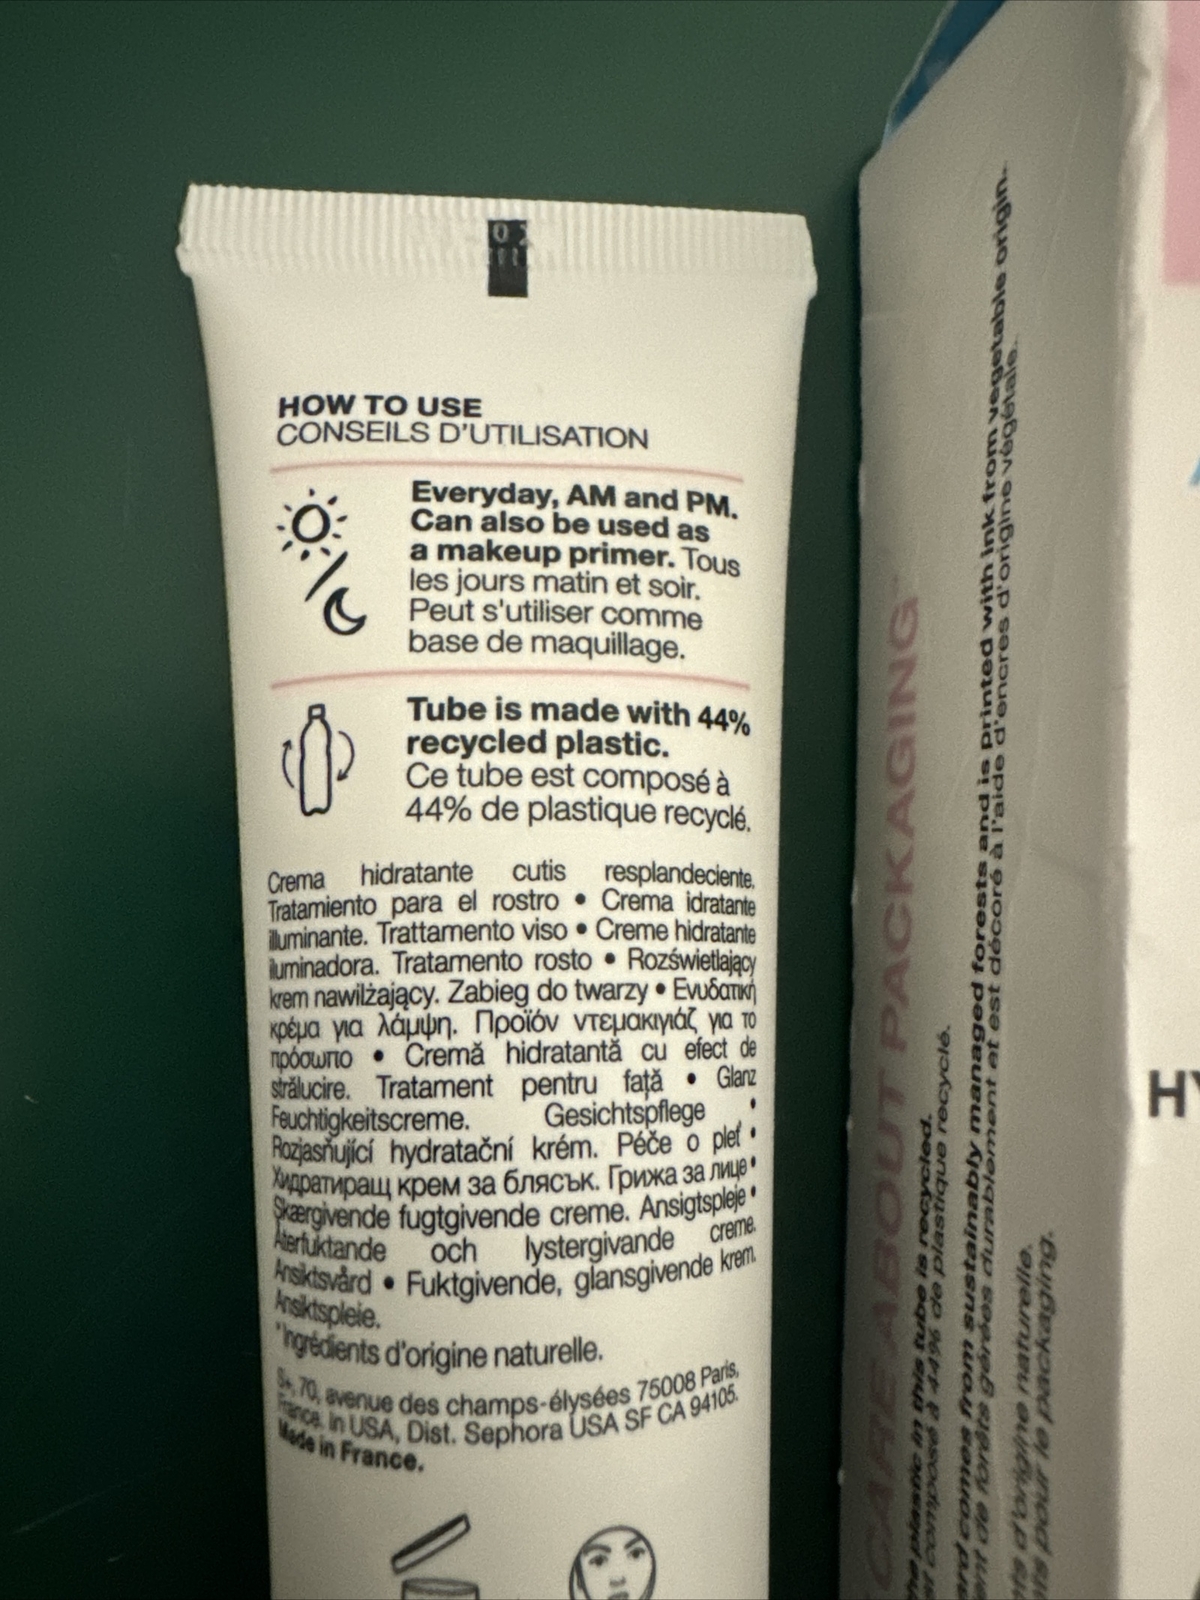 HOW TO USE
CONSEILS D'UTILISATION
Everyday, AM and PM.
Can also be used as
a makeup primer. Tous
les jours matin et soir.
Peut s'utiliser comme
base de maquillage.
Tube is made with 44%
recycled plastic.
Ce tube est composé à
44% de plastique recyclé.
Crema hidratante cutis resplandeciente.
Tratamiento para el rostro • Crema idratante
illuminante. Trattamento viso • Creme hidratante
iluminadora. Tratamento rosto • Rozświetlający
krem nawilżający. Zabieg do twarzy • Ενυδατική
κρέμα για λάμψη. Προϊόν ντεμακιγιάζ για το
πρόσωπο • Cremă hidratantă cu efect de
strălucire. Tratament pentru față • Glanz
Feuchtigkeitscreme. Gesichtspflege •
Rozjasňující hydratační krém. Péče o pleť •
Хидратиращ крем за блясък. Грижа за лице •
Skærgivende fugtgivende creme. Ansigtspleje •
Återfuktande och lystergivande creme.
Ansiktsvård • Fuktgivende, glansgivende krem.
Ansiktspleie.
*Ingrédients d'origine naturelle.
S+, 70, avenue des champs-élysées 75008 Paris,
France. In USA, Dist. Sephora USA SF CA 94105.
Made in France.
CARE ABOUT PACKAGING
plastic in this tube is recycled.
composé à 44% de plastique recyclé.
comes from sustainably managed forests and is printed with ink from vegetable origin.
de forêts gérées durablement et est décoré à l'aide d'encres d'origine végétale.
d'origine naturelle.
pour le packaging.
HY